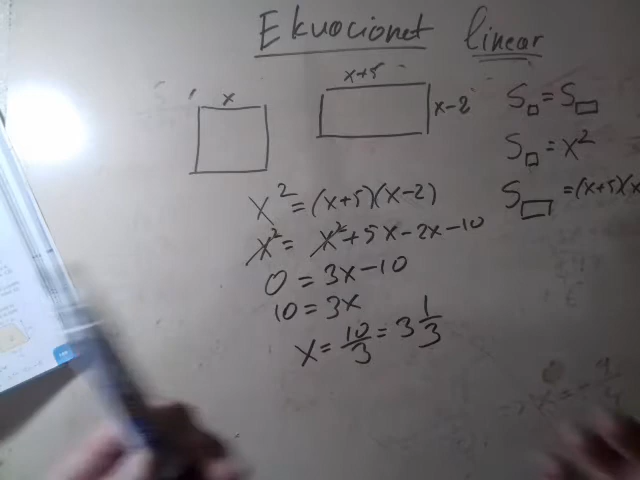 Ekuacionet linear
x
x+5
x-2
S□ = S▭
S□ = x²
S▭ = (x+5)(x
x² = (x+5)(x-2)
x² = x² + 5x - 2x - 10
0 = 3x - 10
10 = 3x
x = 10/3 = 3 1/3